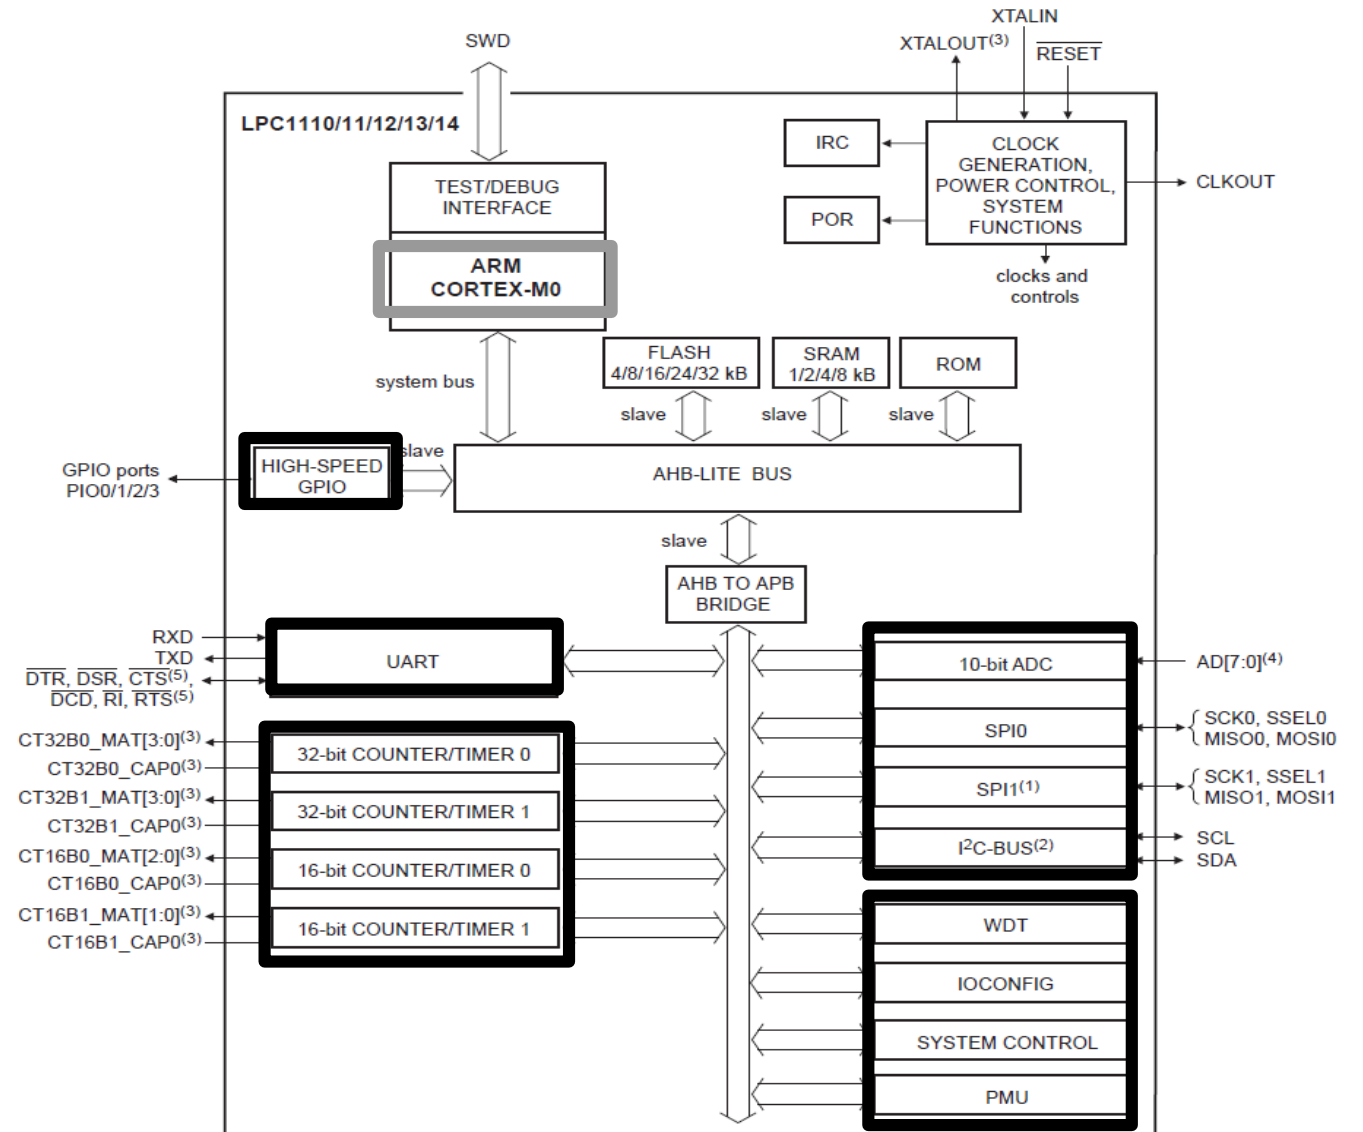 XTALIN
XTALOUT(3)
RESET
SWD
LPC1110/11/12/13/14
IRC
CLOCK
GENERATION,
POWER CONTROL,
SYSTEM
FUNCTIONS
CLKOUT
POR
TEST/DEBUG
INTERFACE
ARM
CORTEX-M0
clocks and
controls
system bus
FLASH
4/8/16/24/32 kB
SRAM
1/2/4/8 kB
ROM
slave
slave
slave
slave
GPIO ports
PIO0/1/2/3
HIGH-SPEED
GPIO
AHB-LITE BUS
slave
AHB TO APB
BRIDGE
RXD
TXD
DTR, DSR, CTS(5),
DCD, RI, RTS(5)
UART
10-bit ADC
AD[7:0](4)
SPI0
SCK0, SSEL0
MISO0, MOSI0
CT32B0_MAT[3:0](3)
CT32B0_CAP0(3)
32-bit COUNTER/TIMER 0
SPI1(1)
SCK1, SSEL1
MISO1, MOSI1
CT32B1_MAT[3:0](3)
CT32B1_CAP0(3)
32-bit COUNTER/TIMER 1
I2C-BUS(2)
SCL
SDA
CT16B0_MAT[2:0](3)
CT16B0_CAP0(3)
16-bit COUNTER/TIMER 0
CT16B1_MAT[1:0](3)
CT16B1_CAP0(3)
16-bit COUNTER/TIMER 1
WDT
IOCONFIG
SYSTEM CONTROL
PMU